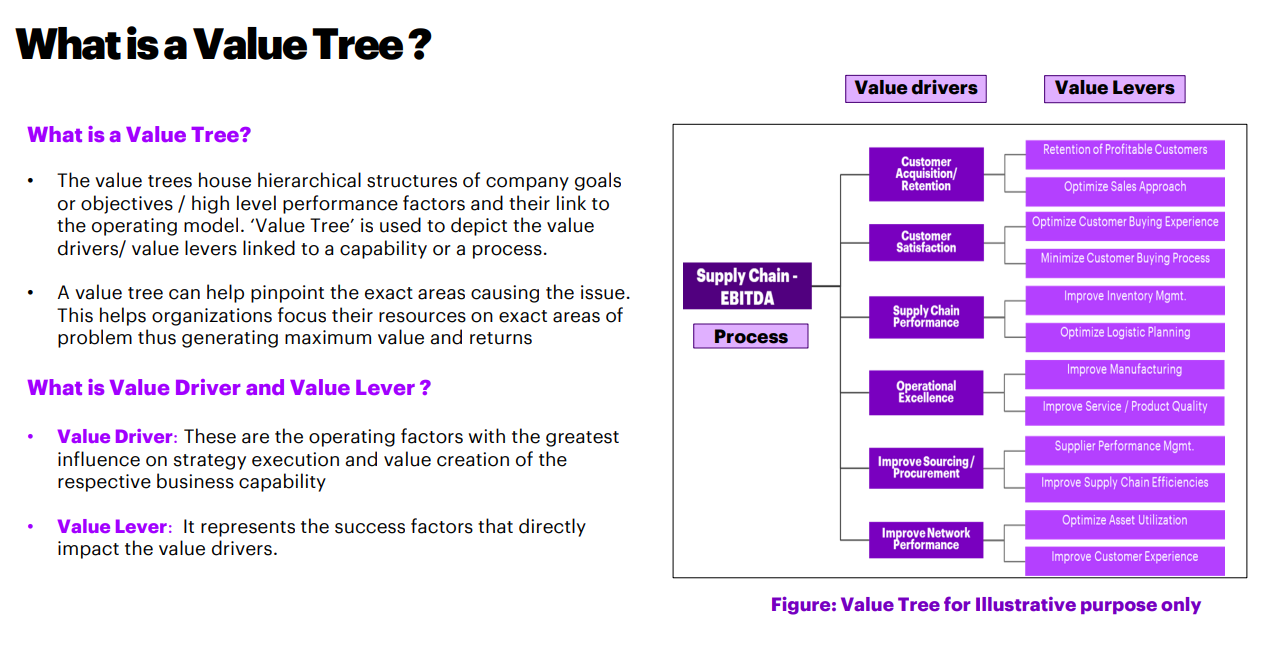 What is a Value Tree ?
What is a Value Tree?
• The value trees house hierarchical structures of company goals
or objectives / high level performance factors and their link to
the operating model. ‘Value Tree’ is used to depict the value
drivers/ value levers linked to a capability or a process.
• A value tree can help pinpoint the exact areas causing the issue.
This helps organizations focus their resources on exact areas of
problem thus generating maximum value and returns
What is Value Driver and Value Lever ?
• Value Driver: These are the operating factors with the greatest
influence on strategy execution and value creation of the
respective business capability
• Value Lever: It represents the success factors that directly
impact the value drivers.
Value drivers
Value Levers
Supply Chain -
EBITDA
Process
Customer
Acquisition/
Retention
Retention of Profitable Customers
Optimize Sales Approach
Customer
Satisfaction
Optimize Customer Buying Experience
Minimize Customer Buying Process
Supply Chain
Performance
Improve Inventory Mgmt.
Optimize Logistic Planning
Operational
Excellence
Improve Manufacturing
Improve Service / Product Quality
Improve Sourcing /
Procurement
Supplier Performance Mgmt.
Improve Supply Chain Efficiencies
Improve Network
Performance
Optimize Asset Utilization
Improve Customer Experience
Figure: Value Tree for Illustrative purpose only